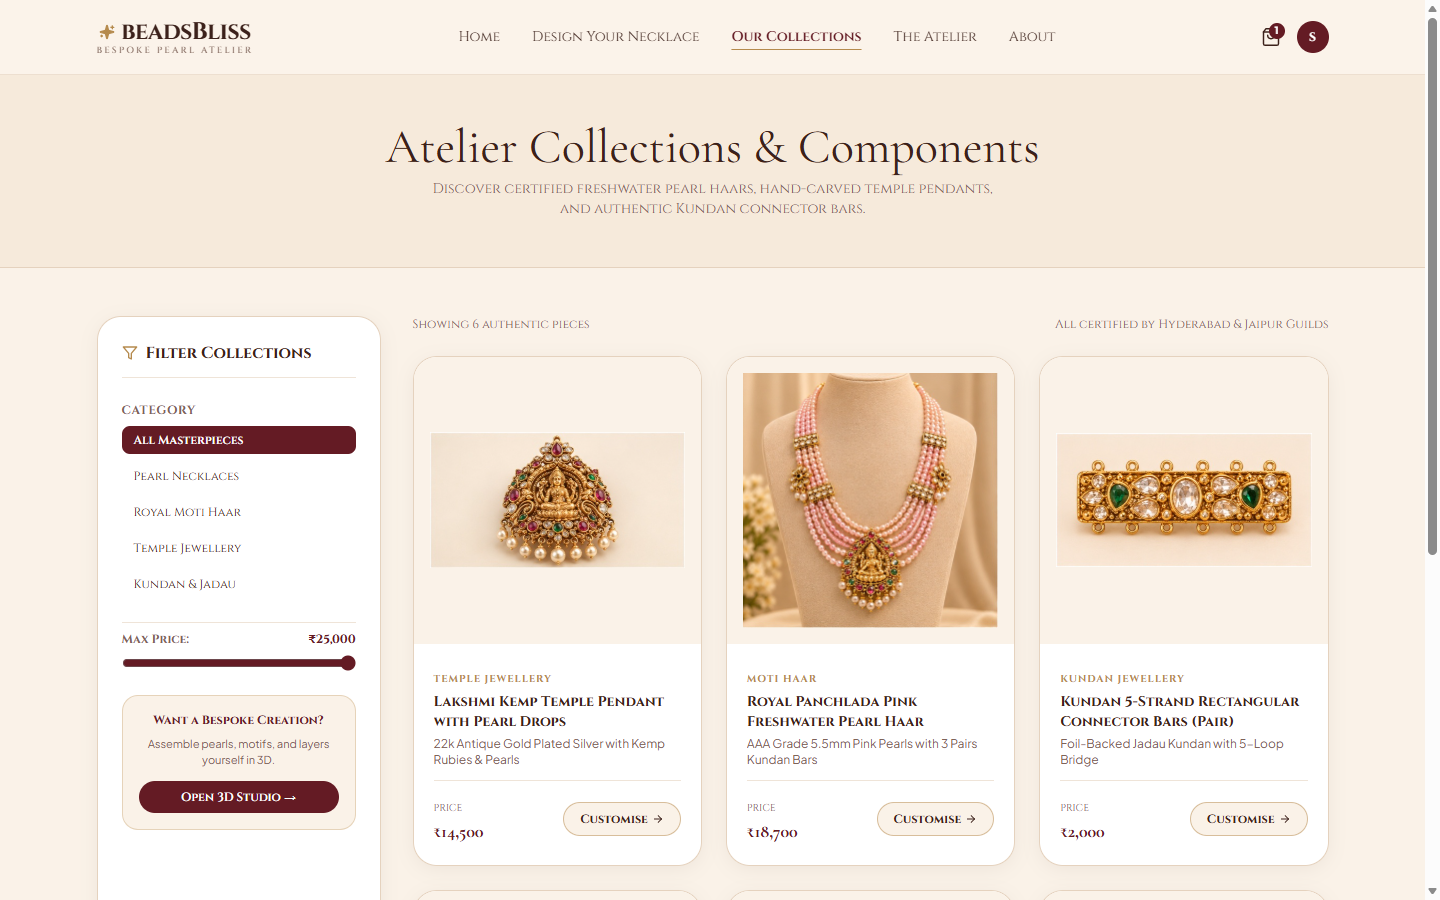 BEADSBLISS
BESPOKE PEARL ATELIER
Home
Design Your Necklace
Our Collections
The Atelier
About
1
S
Atelier Collections & Components
Discover certified freshwater pearl haars, hand-carved temple pendants,
and authentic Kundan connector bars.
Filter Collections
Category
All Masterpieces
Pearl Necklaces
Royal Moti Haar
Temple Jewellery
Kundan & Jadau
Max Price:
₹25,000
Want a Bespoke Creation?
Assemble pearls, motifs, and layers
yourself in 3D.
Open 3D Studio →
Showing 6 authentic pieces
All certified by Hyderabad & Jaipur Guilds
TEMPLE JEWELLERY
Lakshmi Kemp Temple Pendant
with Pearl Drops
22k Antique Gold Plated Silver with Kemp
Rubies & Pearls
PRICE
₹14,500
Customise →
MOTI HAAR
Royal Panchlada Pink
Freshwater Pearl Haar
AAA Grade 5.5mm Pink Pearls with 3 Pairs
Kundan Bars
PRICE
₹18,700
Customise →
KUNDAN JEWELLERY
Kundan 5-Strand Rectangular
Connector Bars (Pair)
Foil-Backed Jadau Kundan with 5-Loop
Bridge
PRICE
₹2,000
Customise →